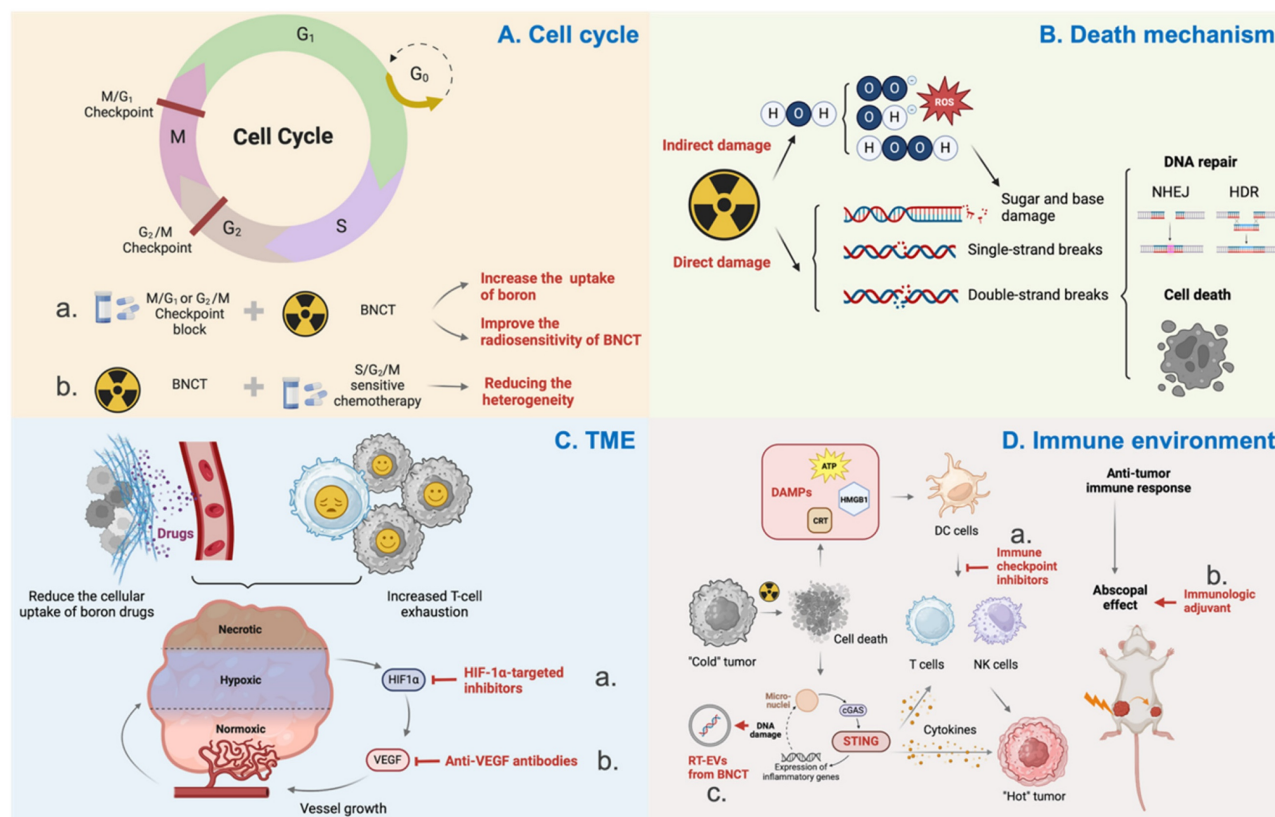 A. Cell cycle
G₁
G₀
M/G₁
Checkpoint
M
Cell Cycle
G₂/M
Checkpoint
G₂
S
a.
M/G₁ or G₂/M
Checkpoint
block
BNCT
Increase the uptake
of boron
Improve the
radiosensitivity of BNCT
b.
BNCT
S/G₂/M
sensitive
chemotherapy
Reducing the
heterogeneity
B. Death mechanism
Indirect damage
H O H
O O ⊖
O H ⊖
H O O H
ROS
Direct damage
Sugar and base
damage
Single-strand breaks
Double-strand breaks
DNA repair
NHEJ
HDR
Cell death
C. TME
Drugs
Reduce the cellular
uptake of boron drugs
Increased T-cell
exhaustion
Necrotic
Hypoxic
Normoxic
HIF1α
HIF-1α-targeted
inhibitors
a.
VEGF
Anti-VEGF antibodies
b.
Vessel growth
D. Immune environment
DAMPs
ATP
HMGB1
CRT
DC cells
a.
Immune
checkpoint
inhibitors
"Cold" tumor
Cell death
T cells
NK cells
Micro-
nuclei
cGAS
STING
DNA
damage
Expression of
inflammatory genes
RT-EVs
from BNCT
c.
Cytokines
"Hot" tumor
Anti-tumor
immune response
Abscopal
effect
b.
Immunologic
adjuvant